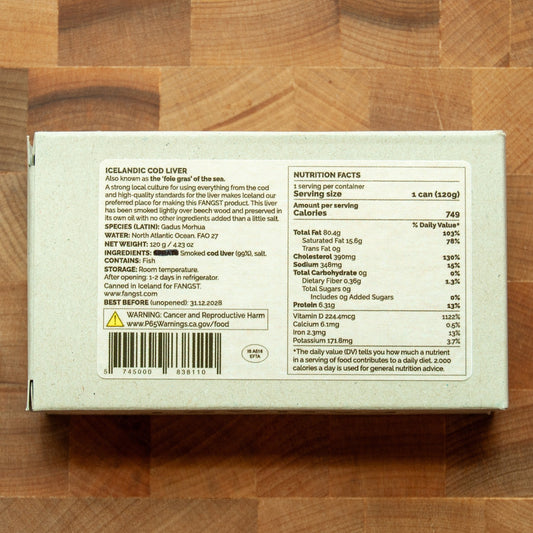 ICELANDIC COD LIVER
Also known as the 'foie gras' of the sea.
A strong local culture for using everything from the cod
and high-quality standards for the liver makes Iceland our
preferred place for making this FANGST product. This liver
has been smoked lightly over beech wood and preserved in
its own oil with no other ingredients added than a little salt.
SPECIES (LATIN): Gadus Morhua
WATER: North Atlantic Ocean. FAO 27
NET WEIGHT: 120 g / 4.23 oz
INGREDIENTS: Smoked cod liver (99%), salt.
CONTAINS: Fish
STORAGE: Room temperature.
After opening: 1-2 days in refrigerator.
Canned in Iceland for FANGST.
www.fangst.com
BEST BEFORE (unopened): 31.12.2028
WARNING: Cancer and Reproductive Harm
www.P65Warnings.ca.gov/food
5 745000 836110
IS A616
EFTA
NUTRITION FACTS
1 serving per container
Serving size 1 can (120g)
Amount per serving
Calories 749
% Daily Value*
Total Fat 80.4g 103%
Saturated Fat 15.6g 78%
Trans Fat 0g
Cholesterol 390mg 130%
Sodium 348mg 15%
Total Carbohydrate 0g 0%
Dietary Fiber 0.36g 1.3%
Total Sugars 0g
Includes 0g Added Sugars 0%
Protein 6.31g 13%
Vitamin D 224.4mcg 1122%
Calcium 6.1mg 0.5%
Iron 2.3mg 13%
Potassium 171.6mg 3.7%
*The daily value (DV) tells you how much a nutrient
in a serving of food contributes to a daily diet. 2.000
calories a day is used for general nutrition advice.